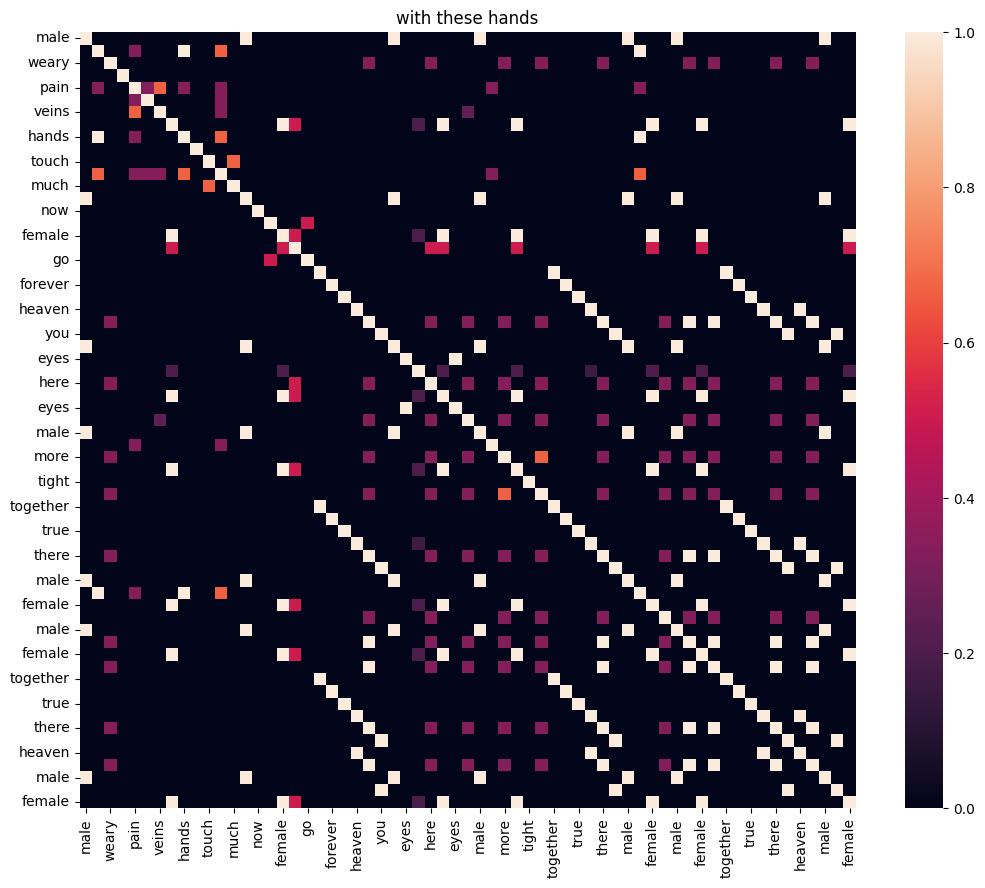 with these hands
male
weary
pain
veins
hands
touch
much
now
female
go
forever
heaven
you
eyes
here
eyes
male
more
tight
together
true
there
male
female
male
female
together
true
there
heaven
male
female
male
weary
pain
veins
hands
touch
much
now
female
go
forever
heaven
you
eyes
here
eyes
male
more
tight
together
true
there
male
female
male
female
together
true
there
heaven
male
female
1.0
0.8
0.6
0.4
0.2
0.0